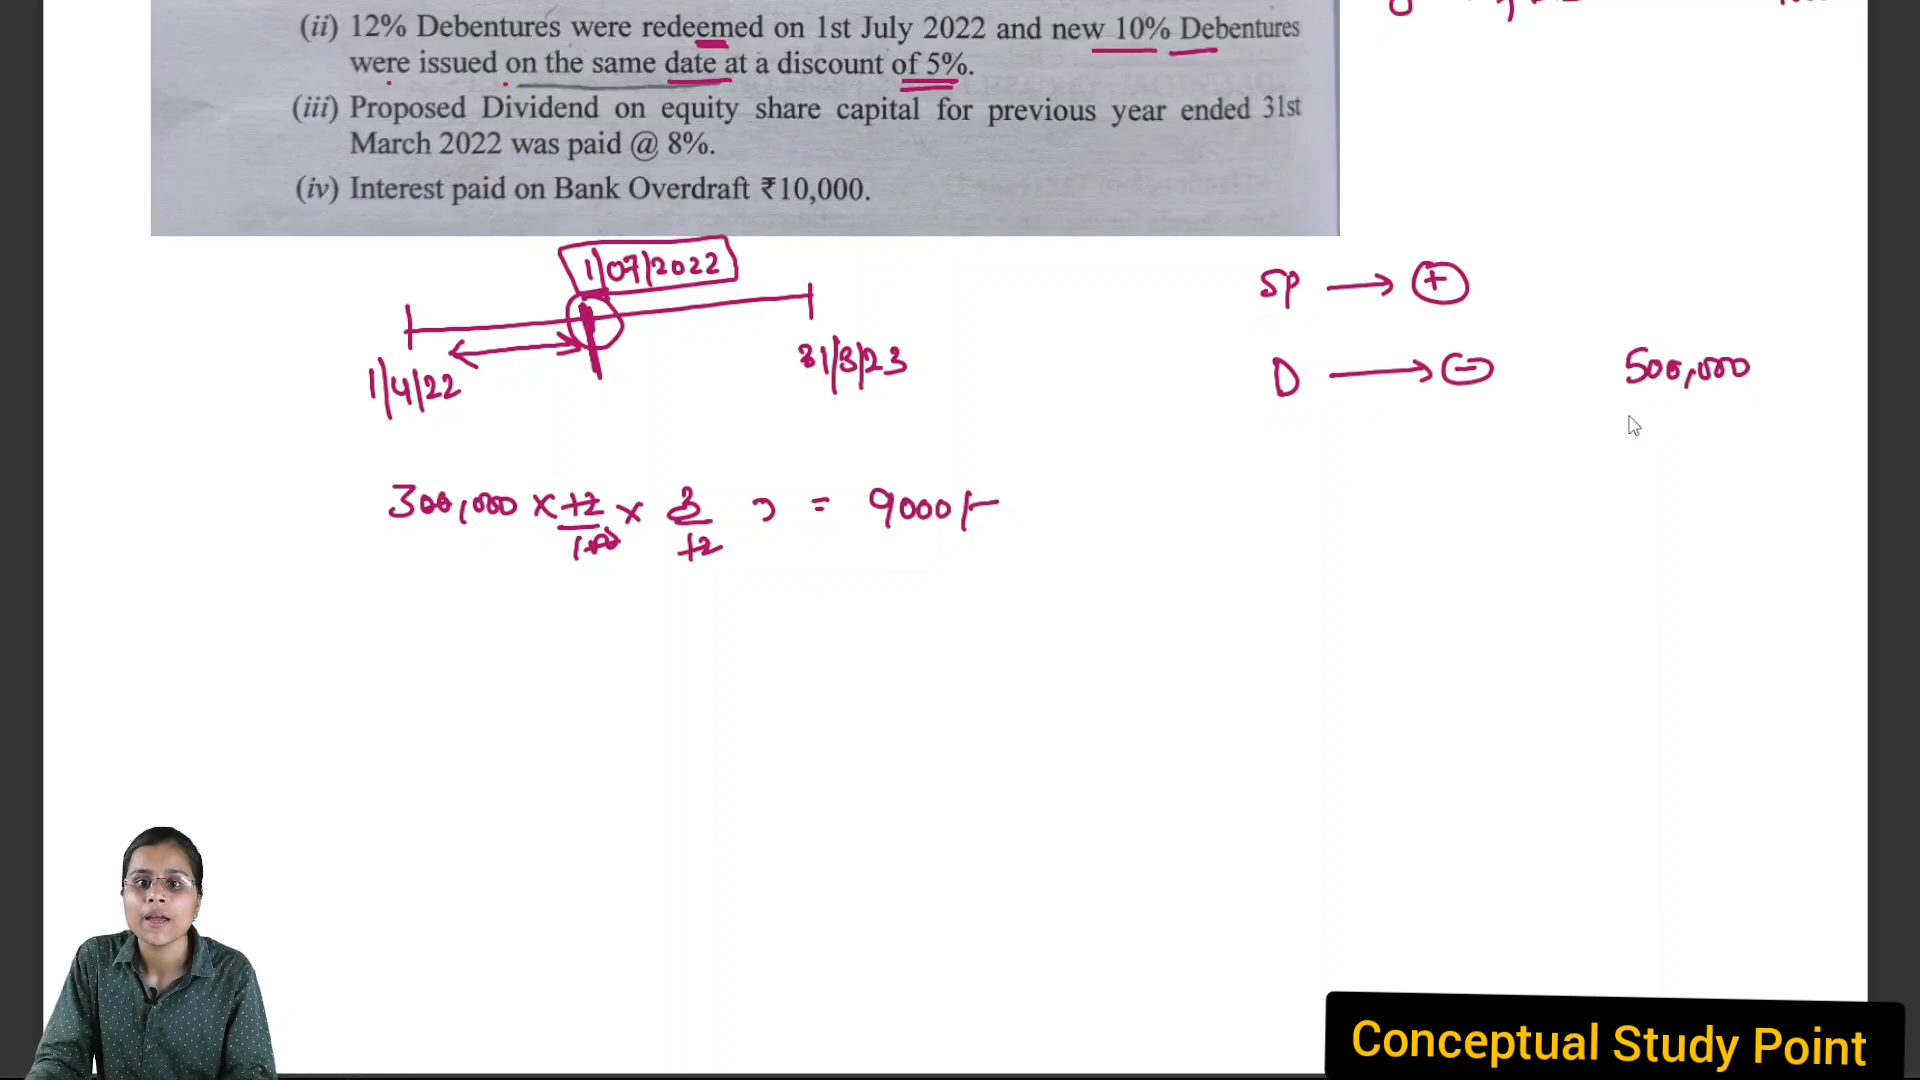 (ii) 12% Debentures were redeemed on 1st July 2022 and new 10% Debentures
were issued on the same date at a discount of 5%.
(iii) Proposed Dividend on equity share capital for previous year ended 31st
March 2022 was paid @ 8%.
(iv) Interest paid on Bank Overdraft ₹10,000.
1/07/2022
1/4/22
31/3/23
SP → +
D → -
500,000
300,000 × 12/100 × 3/12 = 9000/-
Conceptual Study Point